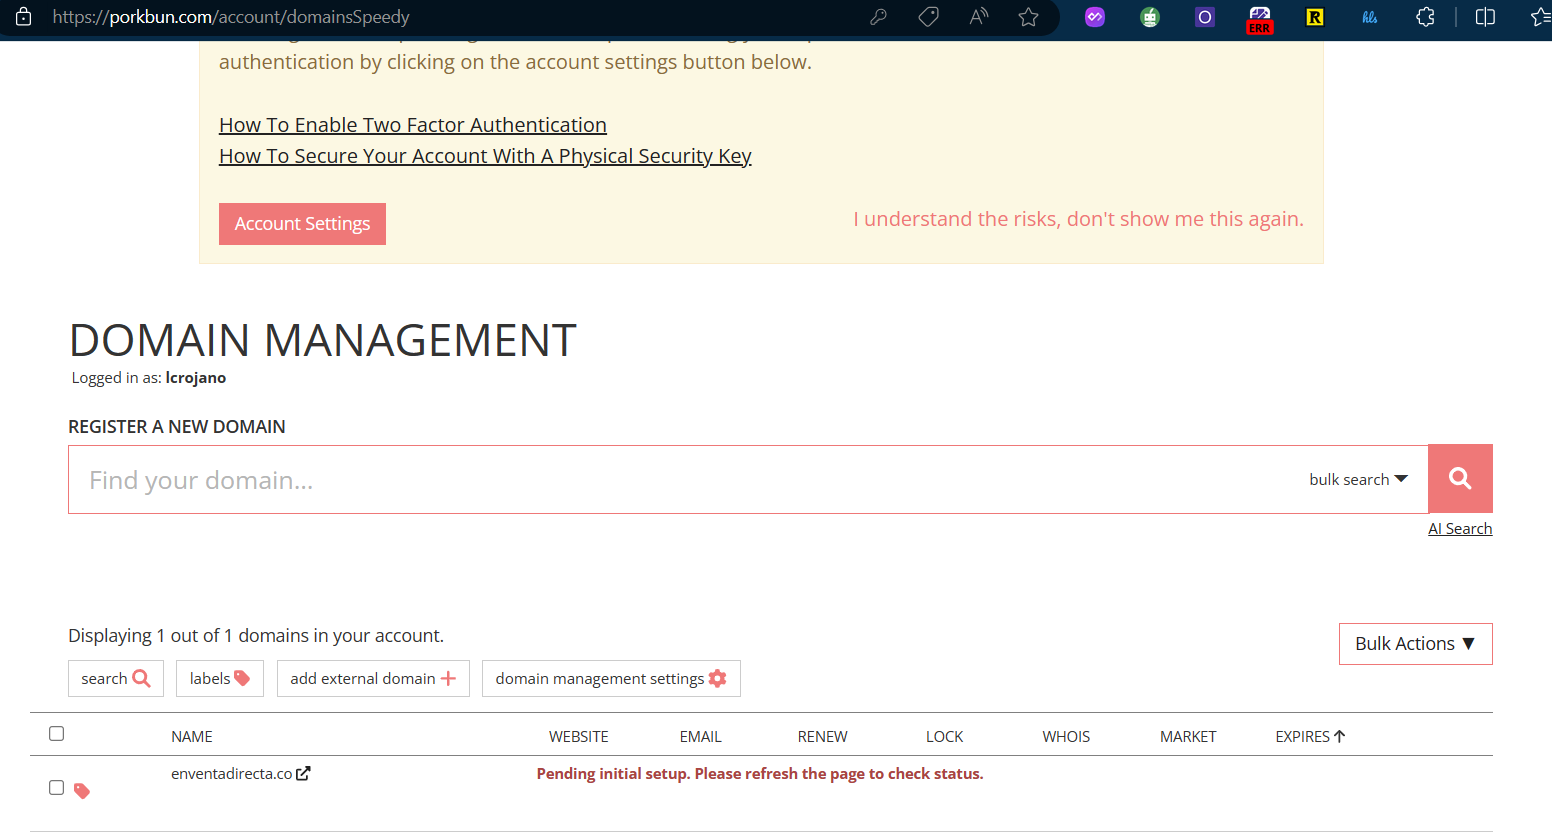 https://porkbun.com/account/domainsSpeedy
ERR
R
hls
authentication by clicking on the account settings button below.
How To Enable Two Factor Authentication
How To Secure Your Account With A Physical Security Key
Account Settings
I understand the risks, don't show me this again.
DOMAIN MANAGEMENT
Logged in as: lcrojano
REGISTER A NEW DOMAIN
Find your domain...
bulk search
AI Search
Displaying 1 out of 1 domains in your account.
Bulk Actions ▼
search
labels
add external domain
domain management settings
NAME WEBSITE EMAIL RENEW LOCK WHOIS MARKET EXPIRES
enventadirecta.co Pending initial setup. Please refresh the page to check status.